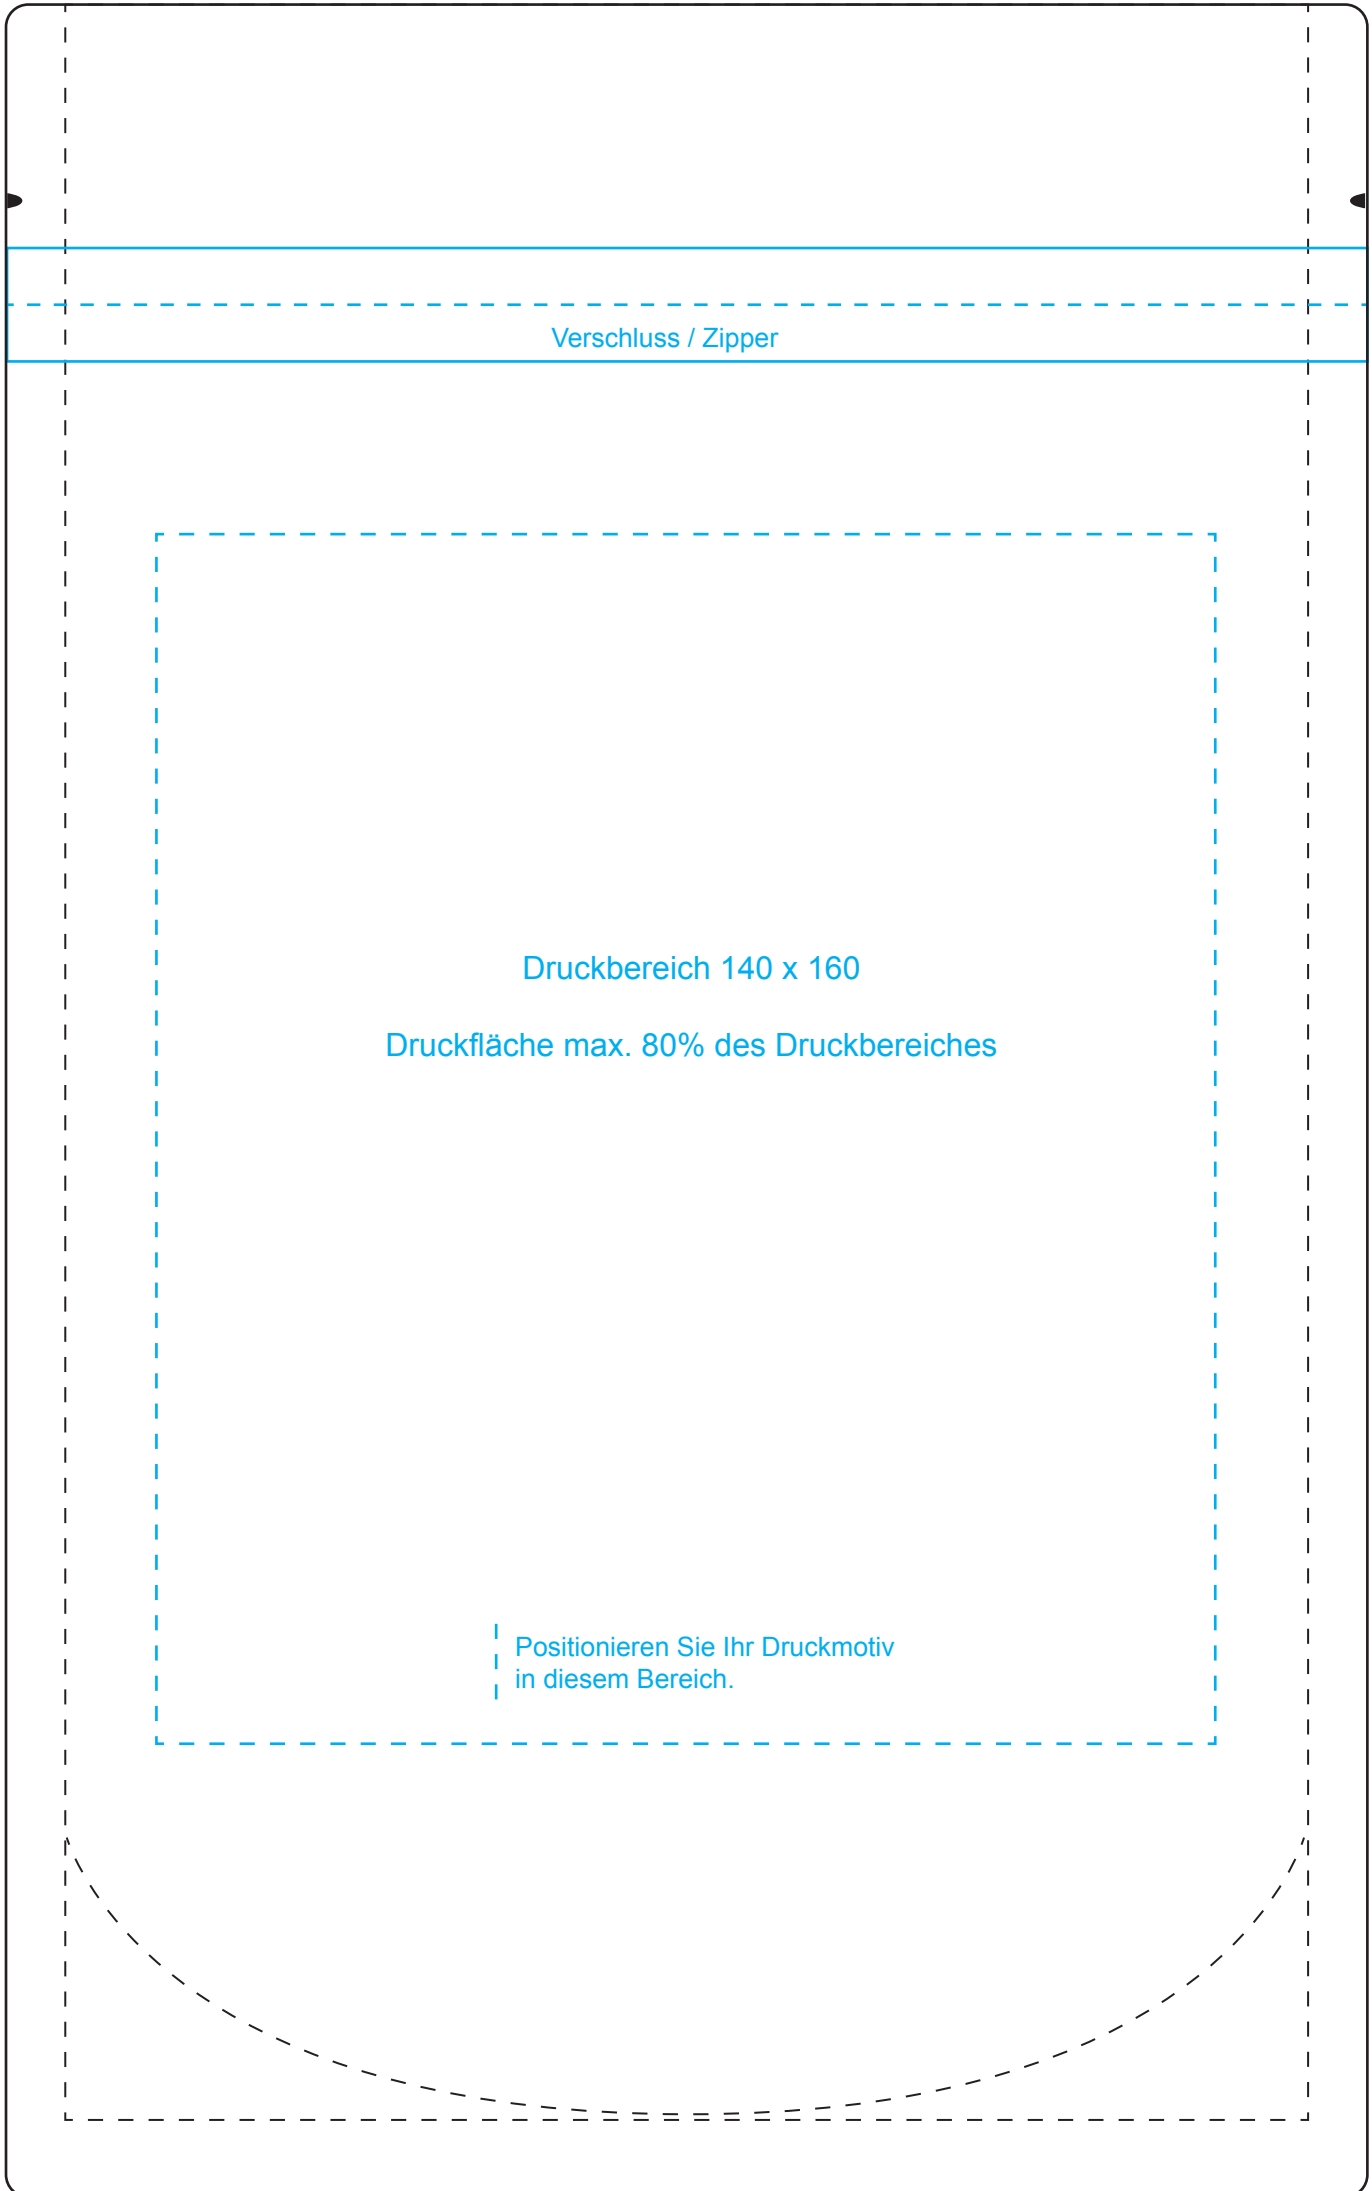 Verschluss / Zipper
Druckbereich 140 x 160
Druckfläche max. 80% des Druckbereiches
Positionieren Sie Ihr Druckmotiv
in diesem Bereich.